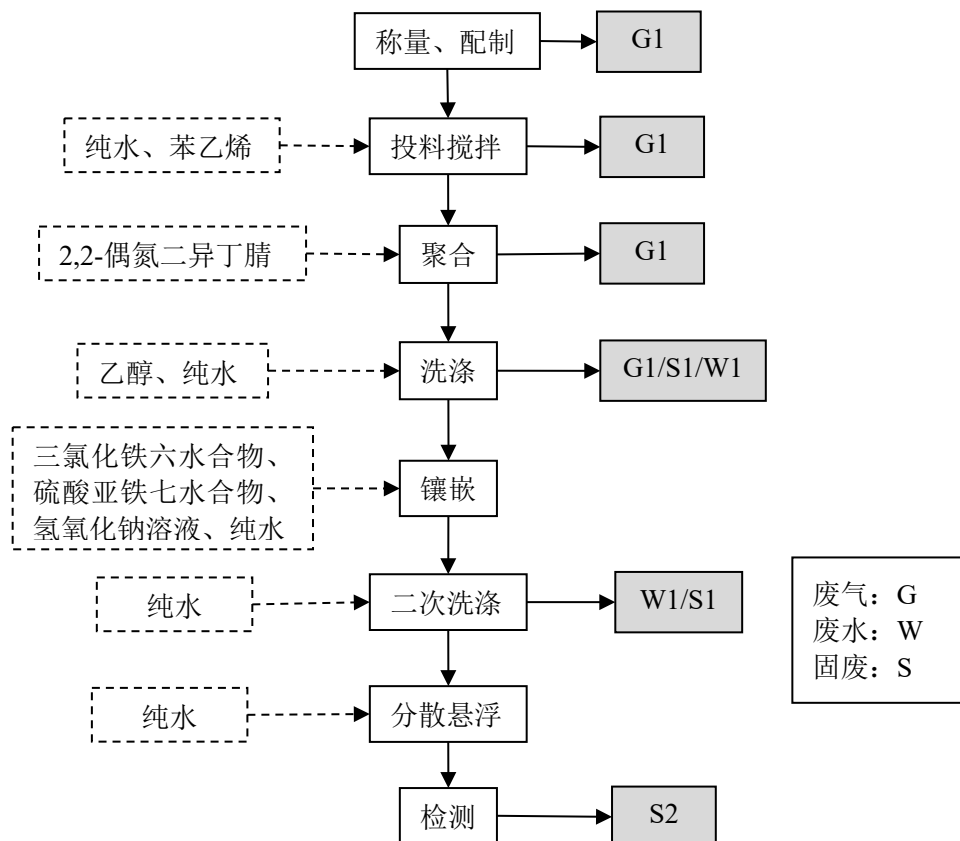 称量、配制
G1
纯水、苯乙烯
投料搅拌
G1
2,2-偶氮二异丁腈
聚合
G1
乙醇、纯水
洗涤
G1/S1/W1
三氯化铁六水合物、
硫酸亚铁七水合物、
氢氧化钠溶液、纯水
镶嵌
纯水
二次洗涤
W1/S1
废气：G
废水：W
固废：S
纯水
分散悬浮
检测
S2